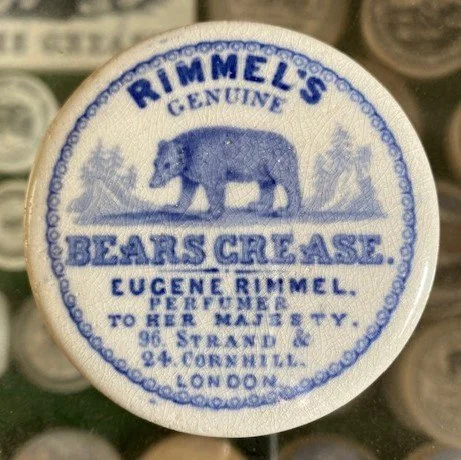 RIMMEL'S
GENUINE
BEARS GREASE.
EUGENE RIMMEL.
PERFUMER
TO HER MAJESTY.
96. STRAND &
24. CORNHILL.
LONDON